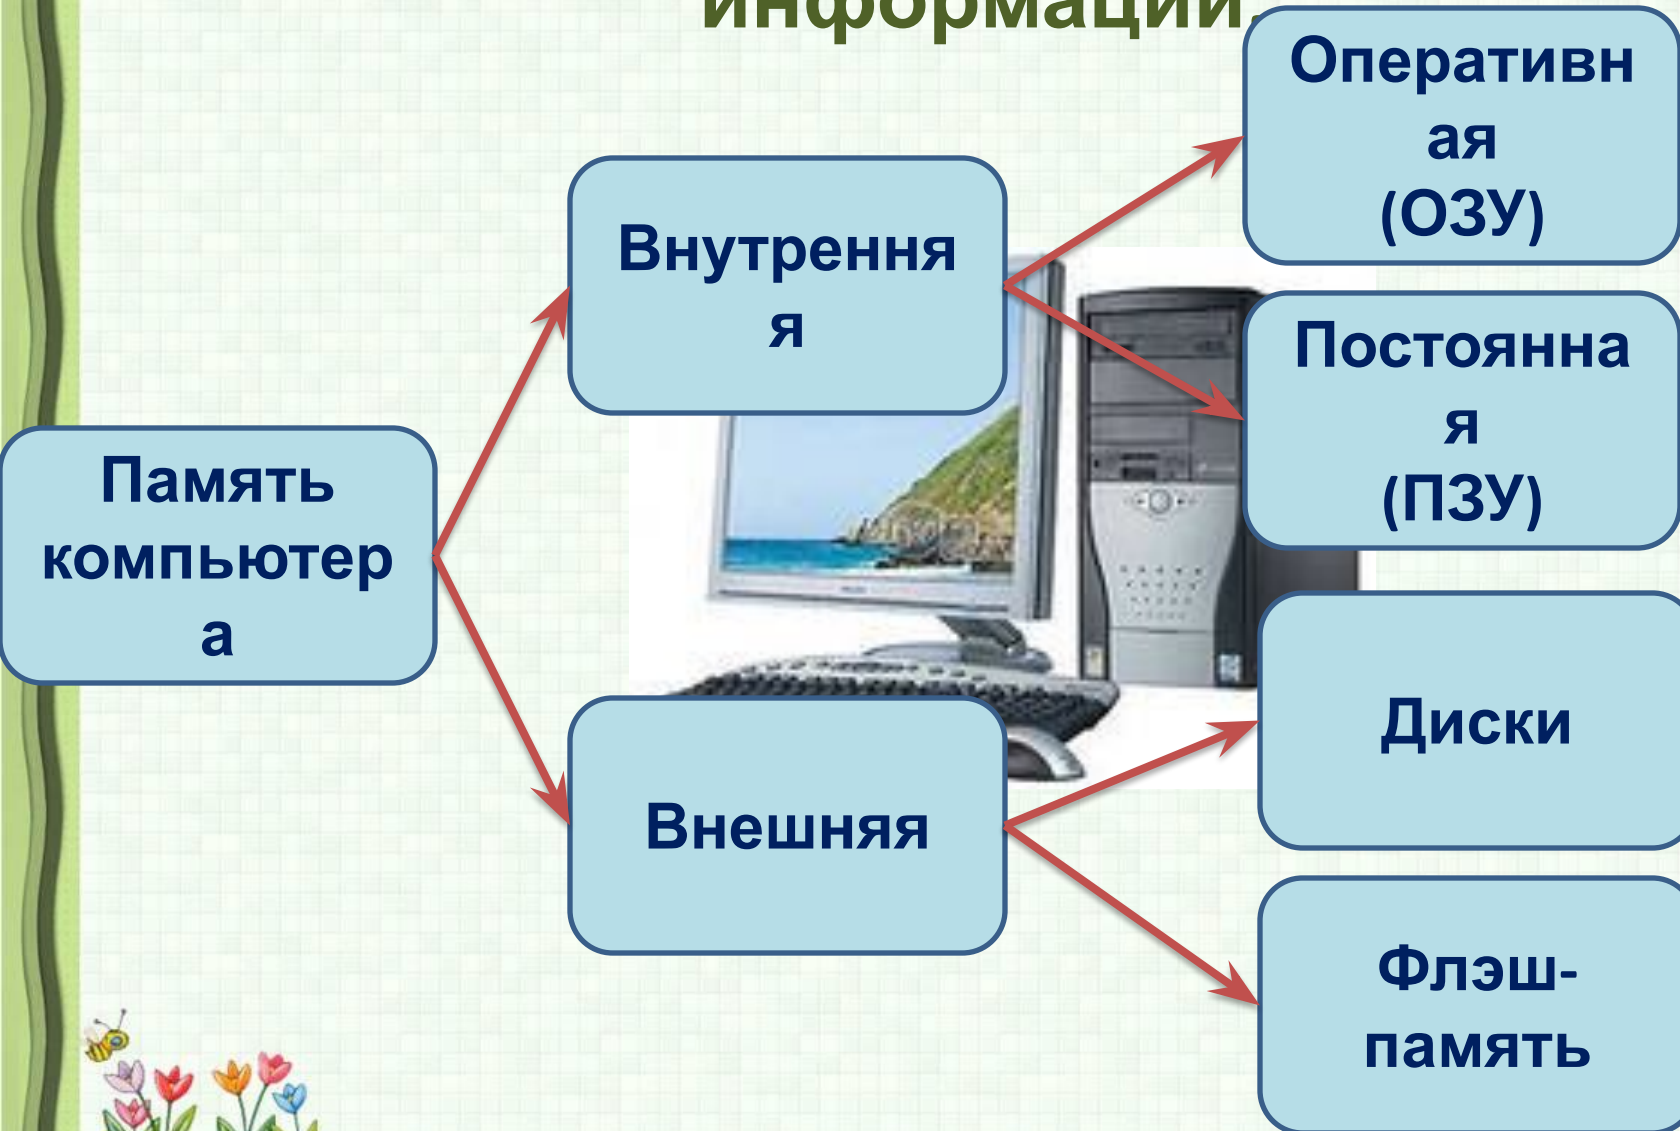 информации.
Оперативн
ая
(ОЗУ)
Внутрення
я
Постоянна
я
(ПЗУ)
Память
компьютер
а
Диски
Внешняя
Флэш-
память